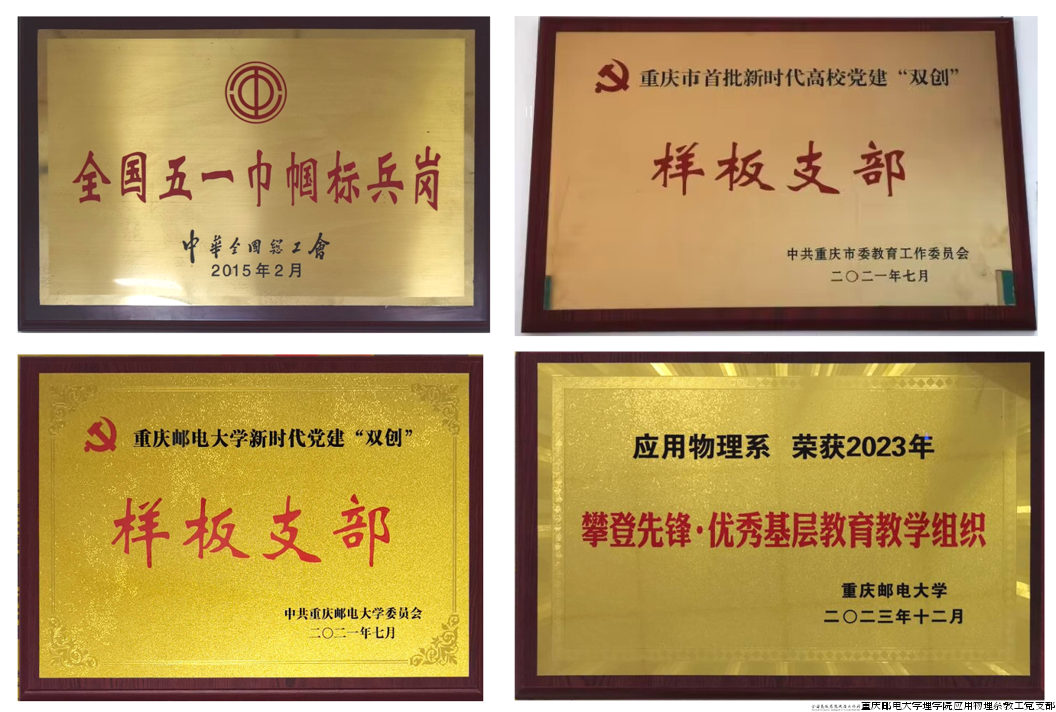 全国五一巾帼标兵岗
中华全国总工会
2015年2月
重庆市首批新时代高校党建“双创”
样板支部
中共重庆市委教育工作委员会
二〇二一年七月
重庆邮电大学新时代党建“双创”
样板支部
中共重庆邮电大学委员会
二〇二一年七月
应用物理系 荣获2023年
攀登先锋·优秀基层教育教学组织
重庆邮电大学
二〇二三年十二月
重庆邮电大学理学院应用物理系教工党支部